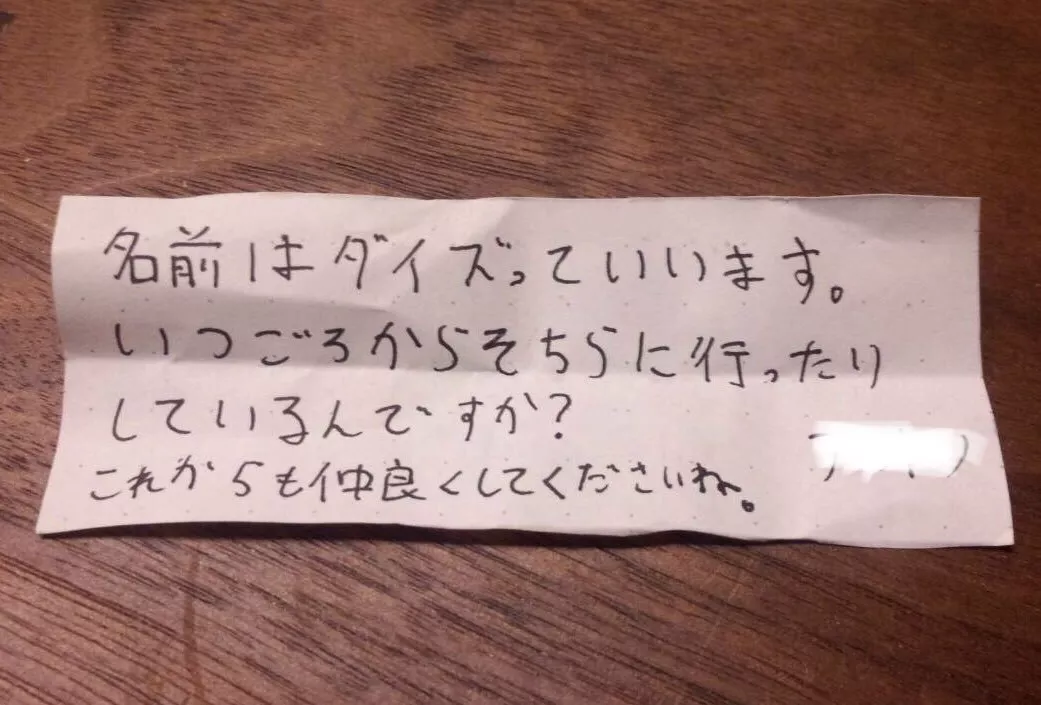 名前はダイズっていいます。
いつごろからそちらに行ったり
しているんですか?
これからも仲良くしてくださいね。